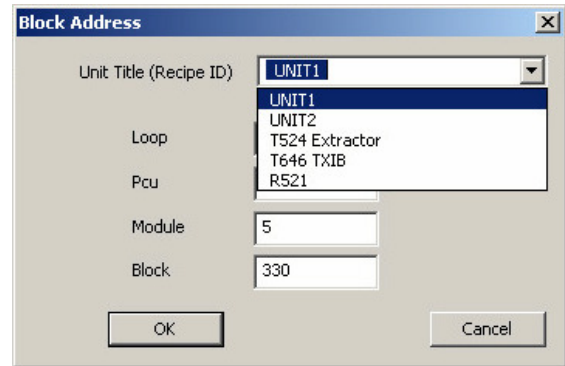 Block Address
Unit Title (Recipe ID) UNIT1
UNIT1
UNIT2
T524 Extractor
T646 TXIB
R521
Loop
Pcu
Module 5
Block 330
OK Cancel